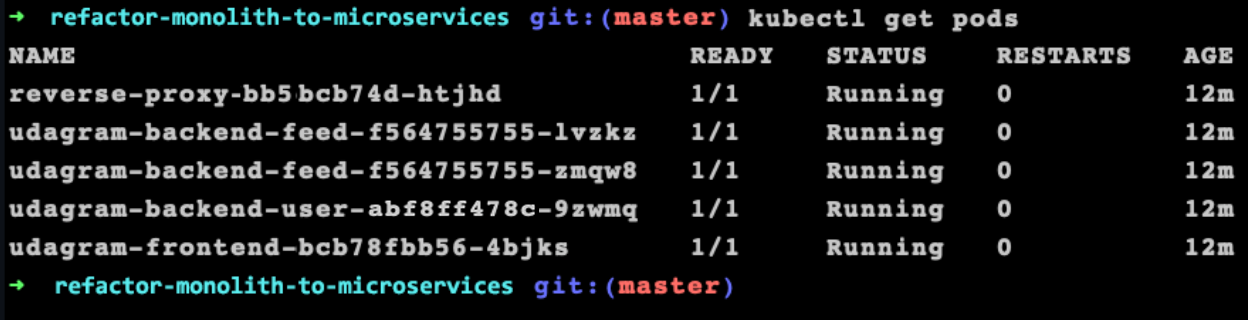 ➜ refactor-monolith-to-microservices git:(master) kubectl get pods
NAME READY STATUS RESTARTS AGE
reverse-proxy-bb5bcb74d-htjhd 1/1 Running 0 12m
udagram-backend-feed-f564755755-lvzkz 1/1 Running 0 12m
udagram-backend-feed-f564755755-zmqw8 1/1 Running 0 12m
udagram-backend-user-abf8ff478c-9zwmq 1/1 Running 0 12m
udagram-frontend-bcb78fbb56-4bjks 1/1 Running 0 12m
➜ refactor-monolith-to-microservices git:(master)